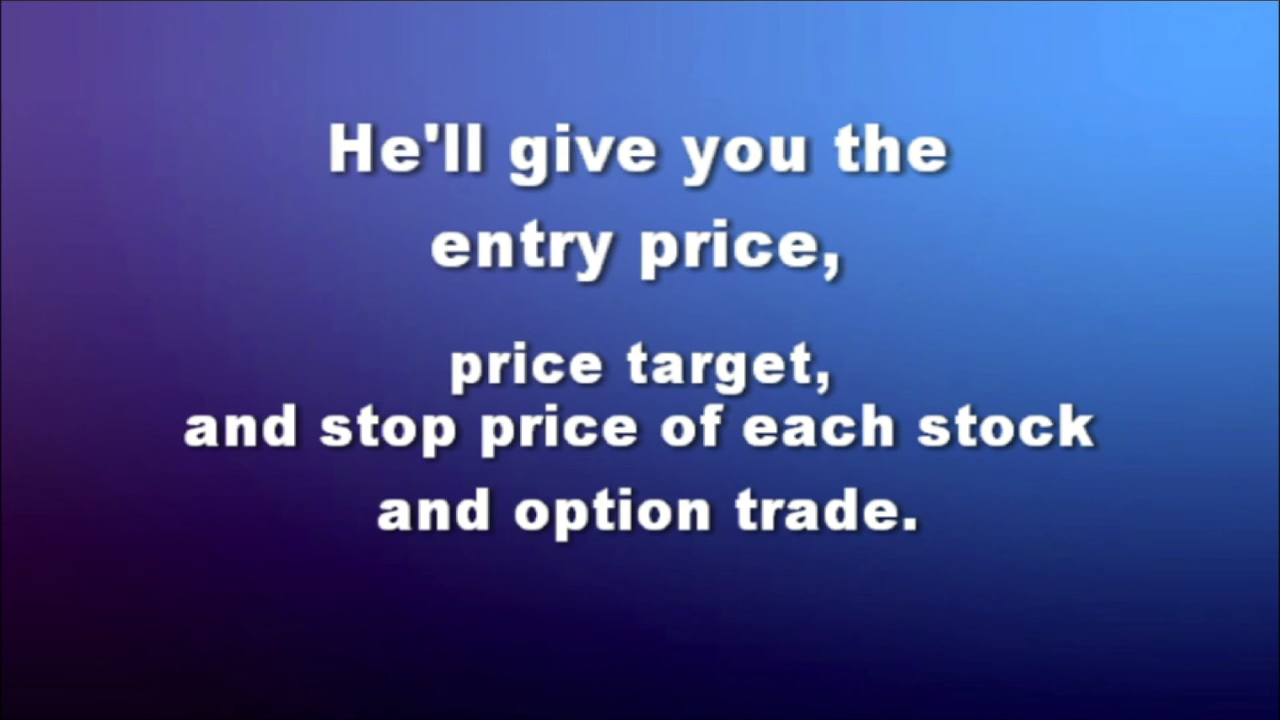 He'll give you the
entry price,
price target,
and stop price of each stock
and option trade.